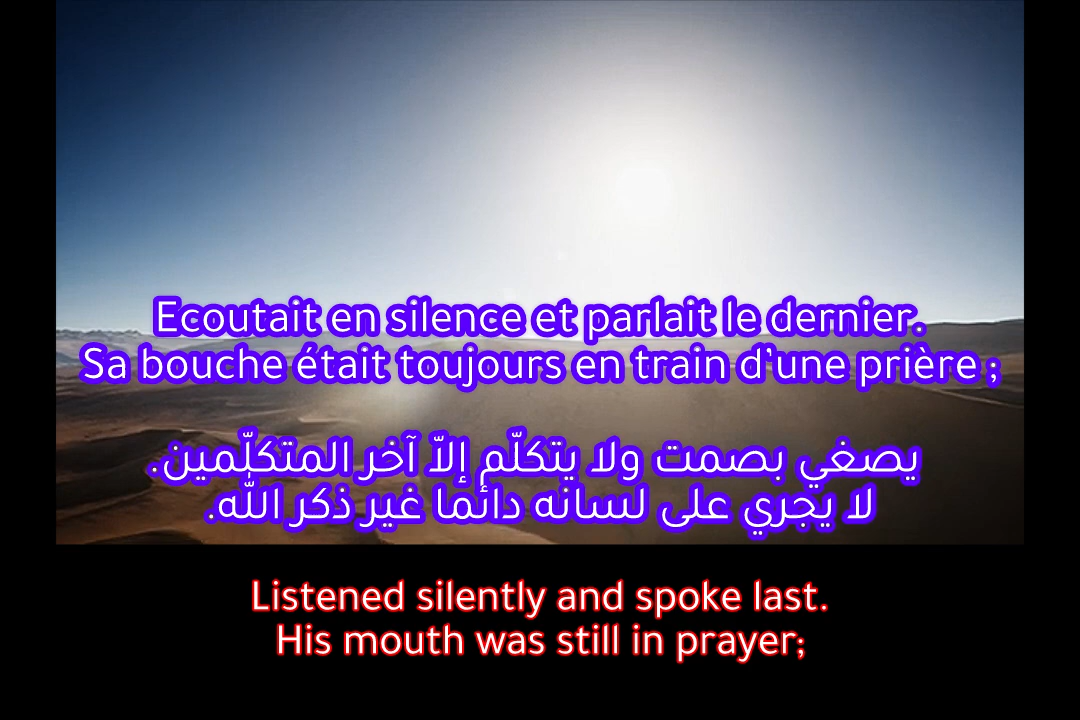 Ecoutait en silence et parlait le dernier.
Sa bouche était toujours en train d’une prière ;
يصغي بصمت ولا يتكلّم إلاّ آخر المتكلّمين.
لا يجري على لسانه دائما غير ذكر الله.
Listened silently and spoke last.
His mouth was still in prayer;